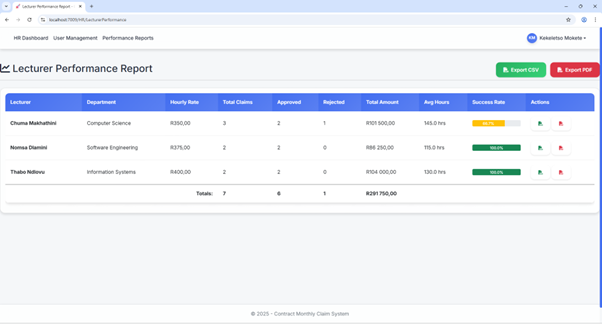 Lecturer Performance Report -
localhost:7109/HR/LecturerPerformance
HR Dashboard User Management Performance Reports
KM Kekeletso Mokete
Lecturer Performance Report
Export CSV Export PDF
Lecturer Department Hourly Rate Total Claims Approved Rejected Total Amount Avg Hours Success Rate Actions
Chuma Makhathini Computer Science R350,00 3 2 1 R101 500,00 145.0 hrs 66.7%
Nomsa Dlamini Software Engineering R375,00 2 2 0 R86 250,00 115.0 hrs 100.0%
Thabo Ndlovu Information Systems R400,00 2 2 0 R104 000,00 130.0 hrs 100.0%
Totals: 7 6 1 R291 750,00
© 2025 - Contract Monthly Claim System